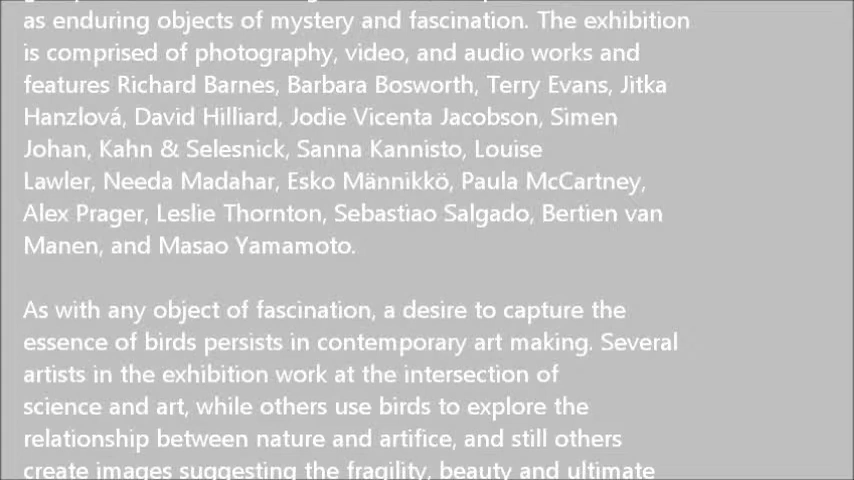 as enduring objects of mystery and fascination. The exhibition
is comprised of photography, video, and audio works and
features Richard Barnes, Barbara Bosworth, Terry Evans, Jitka
Hanzlová, David Hilliard, Jodie Vicenta Jacobson, Simen
Johan, Kahn & Selesnick, Sanna Kannisto, Louise
Lawler, Needa Madahar, Esko Männikkö, Paula McCartney,
Alex Prager, Leslie Thornton, Sebastiao Salgado, Bertien van
Manen, and Masao Yamamoto.
As with any object of fascination, a desire to capture the
essence of birds persists in contemporary art making. Several
artists in the exhibition work at the intersection of
science and art, while others use birds to explore the
relationship between nature and artifice, and still others
create images suggesting the fragility, beauty and ultimate